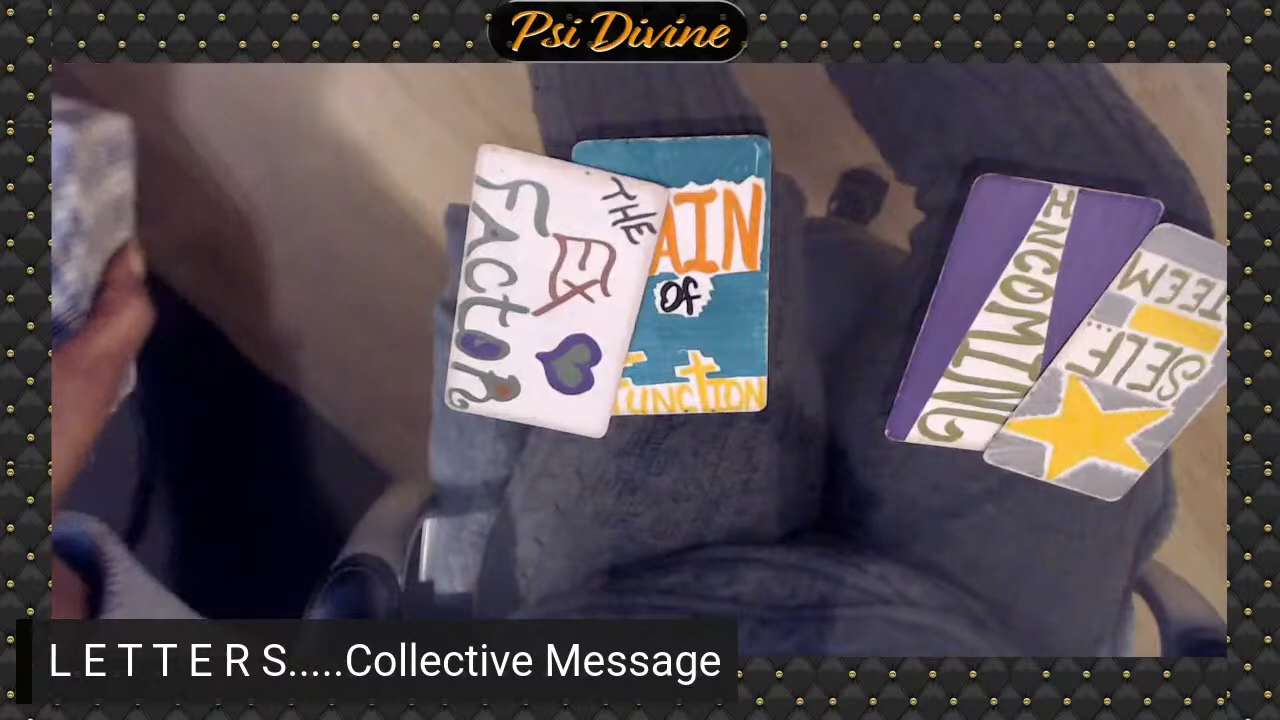 Psi Divine
THE
EX
FActOR
AIN
of
FUNCTION
INCOMING
SELF...
TEEM
L E T T E R S.....Collective Message